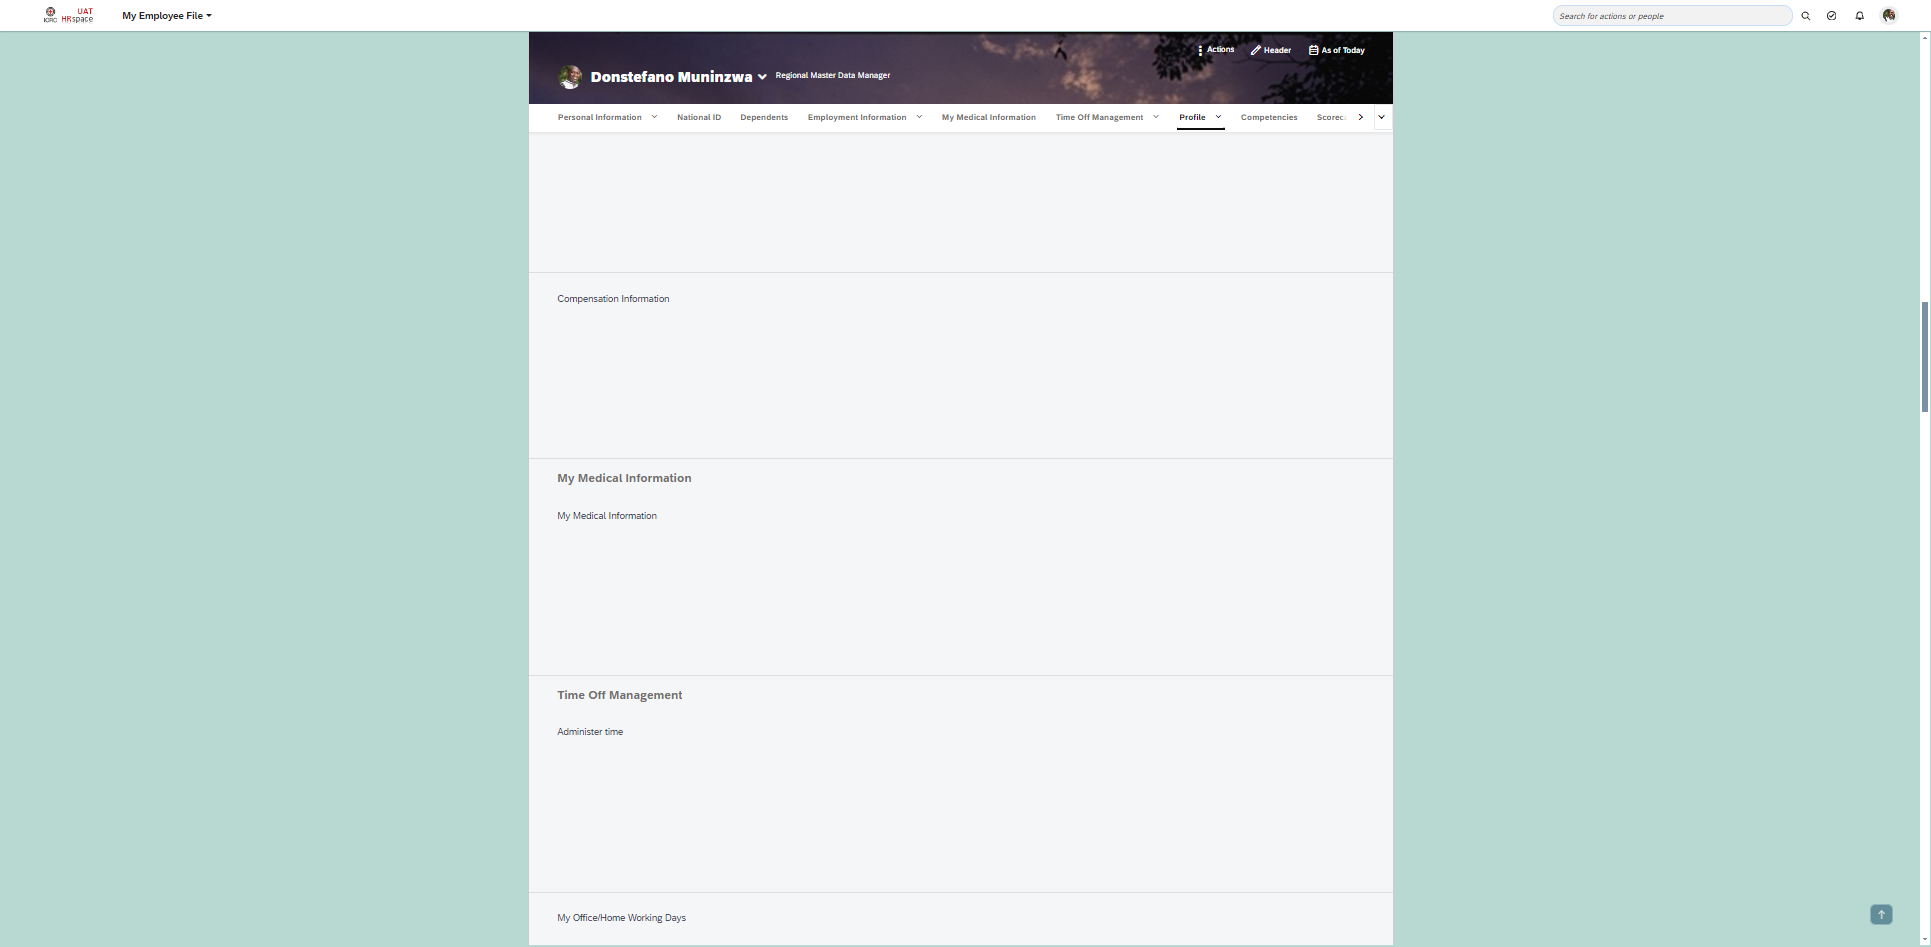 UAT
ICRC HRspace
My Employee File
Search for actions or people
Actions
Header
As of Today
Donstefano Muninzwa
Regional Master Data Manager
Personal Information
National ID
Dependents
Employment Information
My Medical Information
Time Off Management
Profile
Competencies
Scorec
Compensation Information
My Medical Information
My Medical Information
Time Off Management
Administer time
My Office/Home Working Days